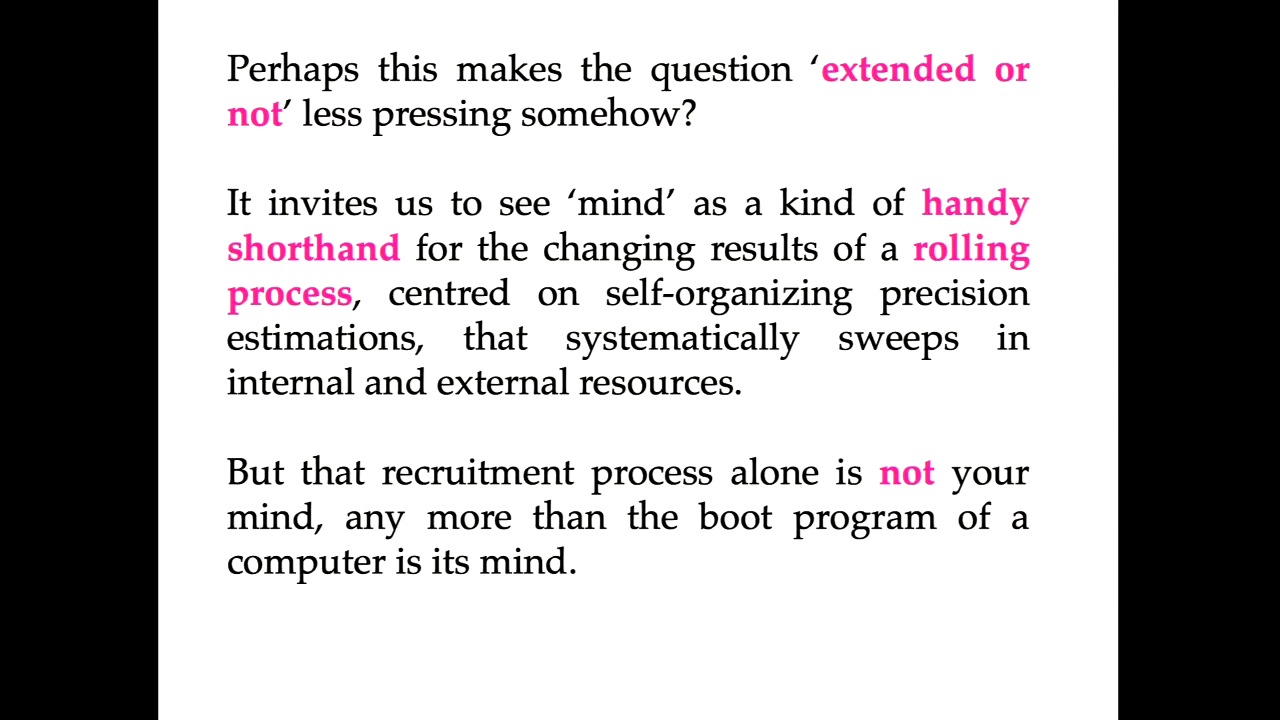 Perhaps this makes the question ‘extended or
not’ less pressing somehow?
It invites us to see ‘mind’ as a kind of handy
shorthand for the changing results of a rolling
process, centred on self-organizing precision
estimations, that systematically sweeps in
internal and external resources.
But that recruitment process alone is not your
mind, any more than the boot program of a
computer is its mind.